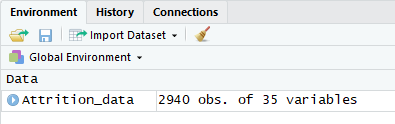 Environment History Connections
Import Dataset
Global Environment
Data
Attrition_data 2940 obs. of 35 variables